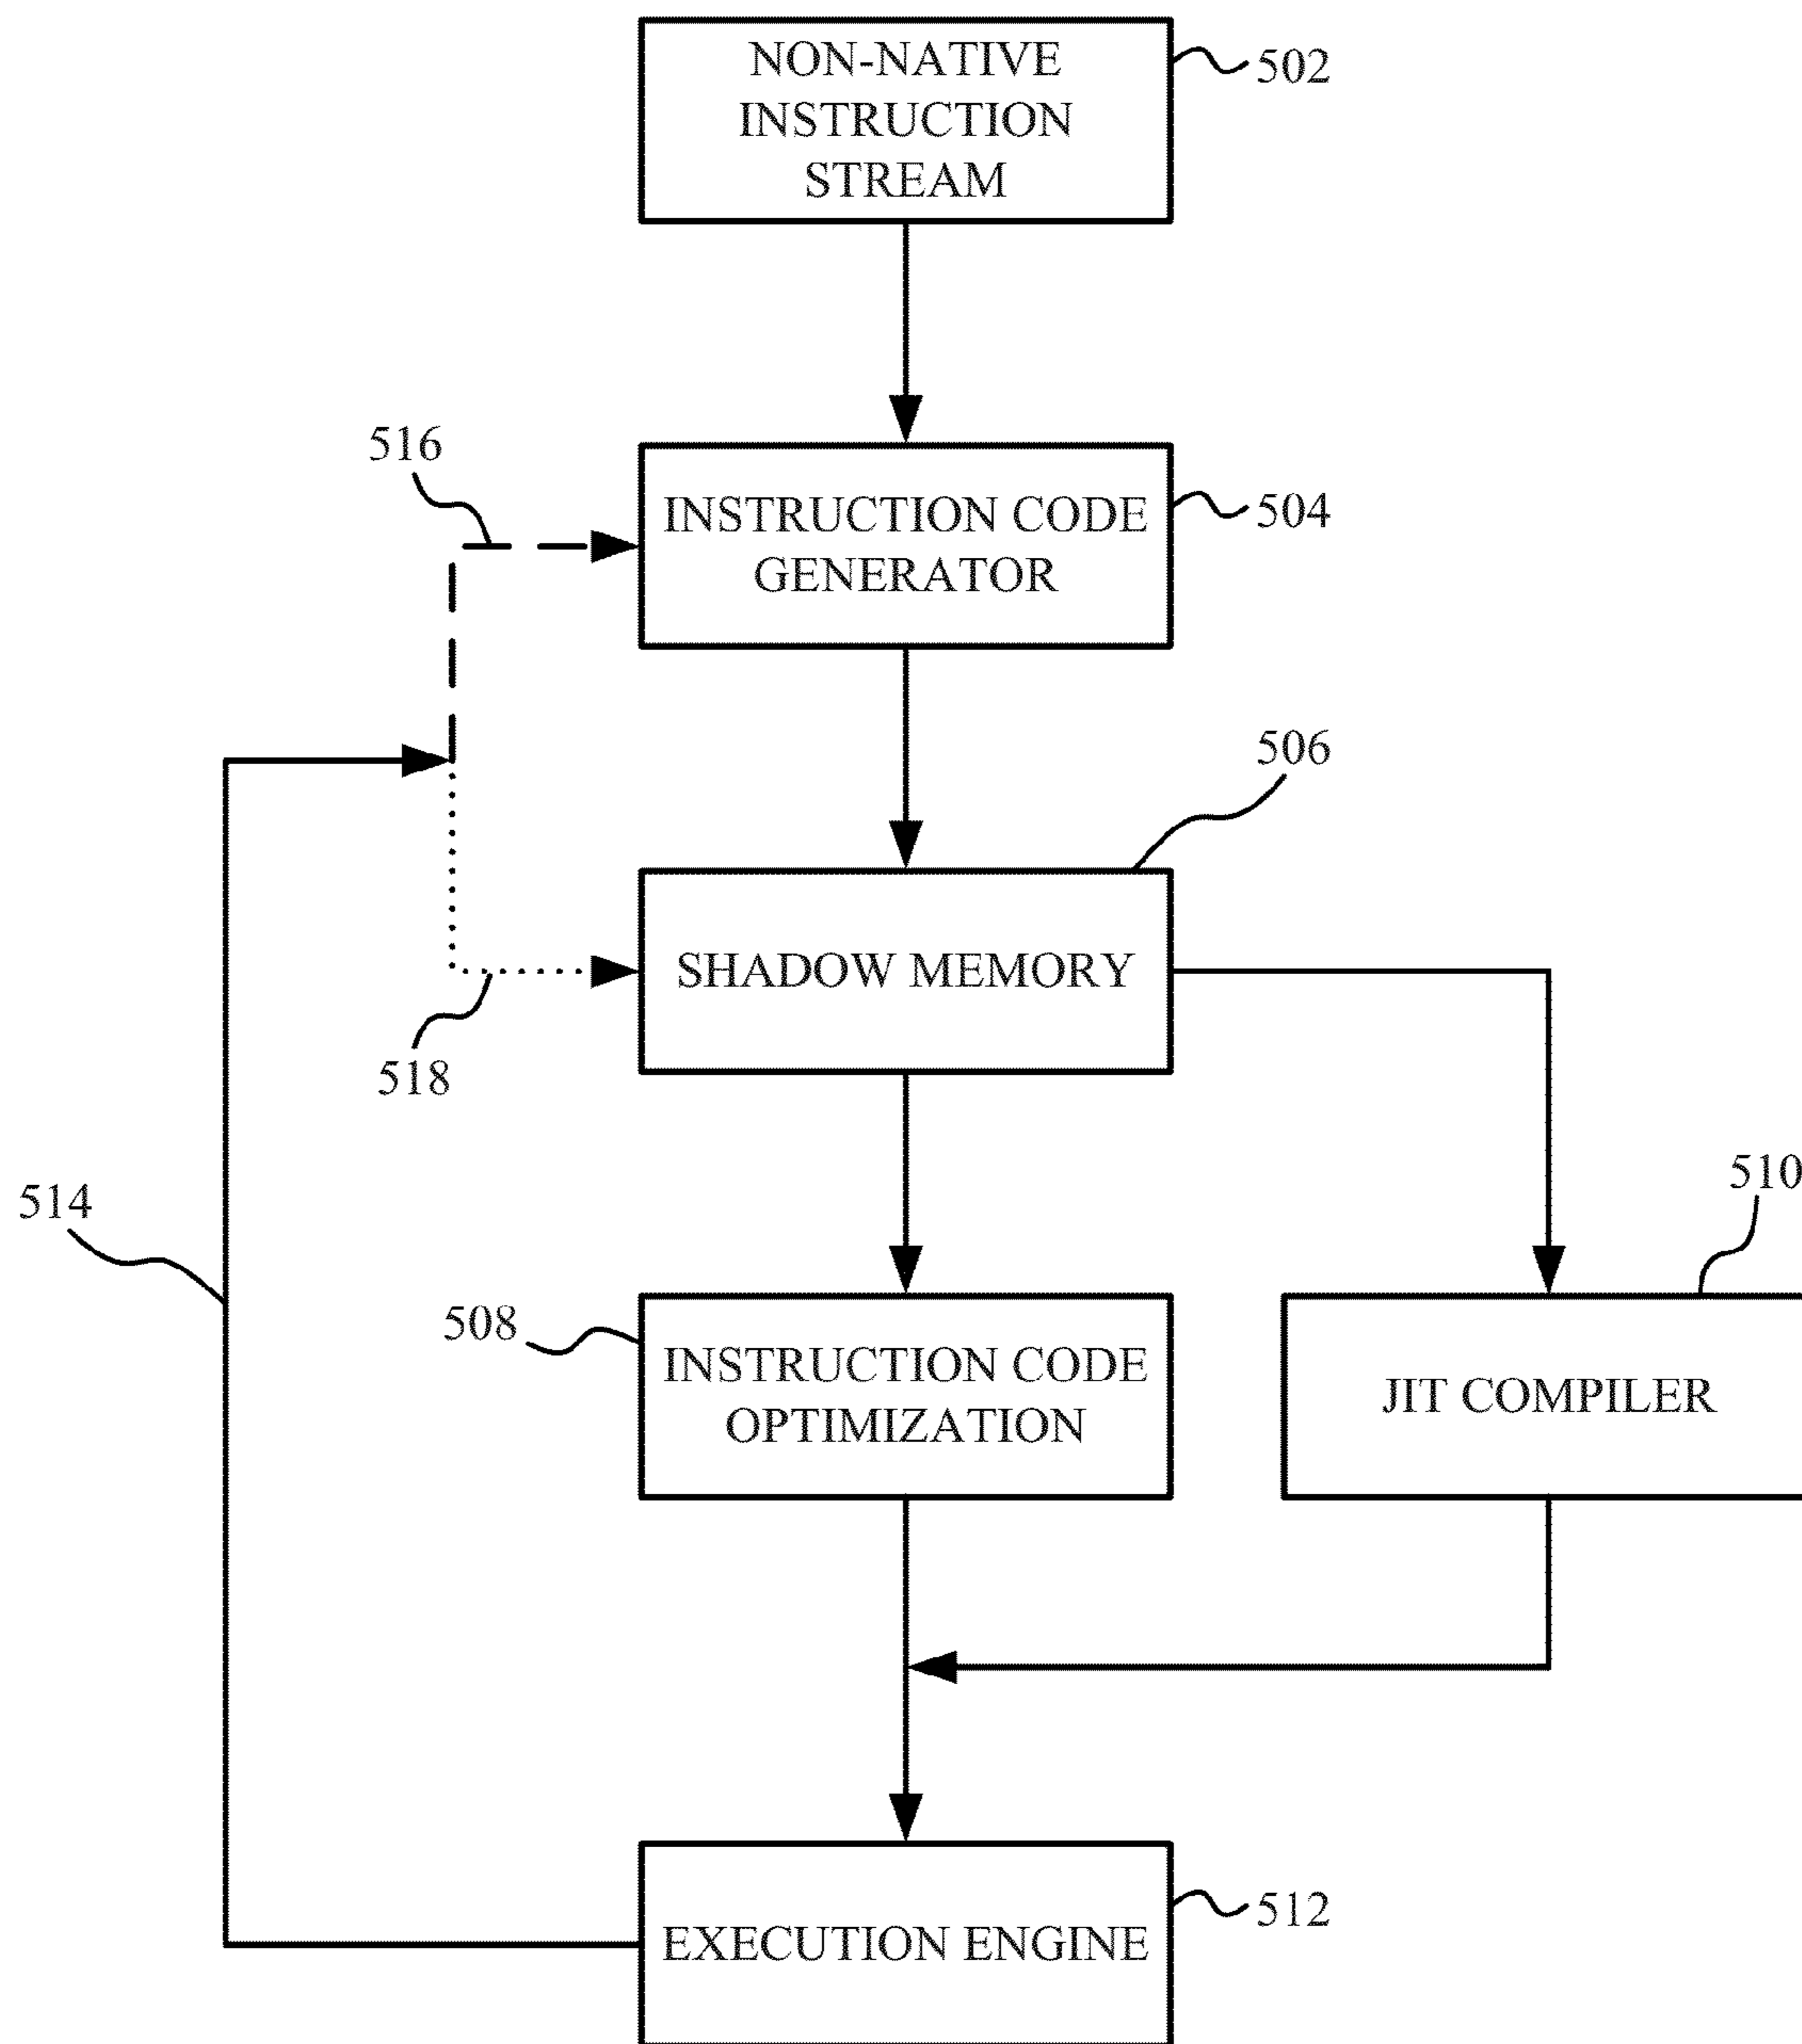 NON-NATIVE
INSTRUCTION
STREAM
502
516
INSTRUCTION CODE
GENERATOR
504
506
SHADOW MEMORY
518
514
510
508
INSTRUCTION CODE
OPTIMIZATION
JIT COMPILER
EXECUTION ENGINE
512